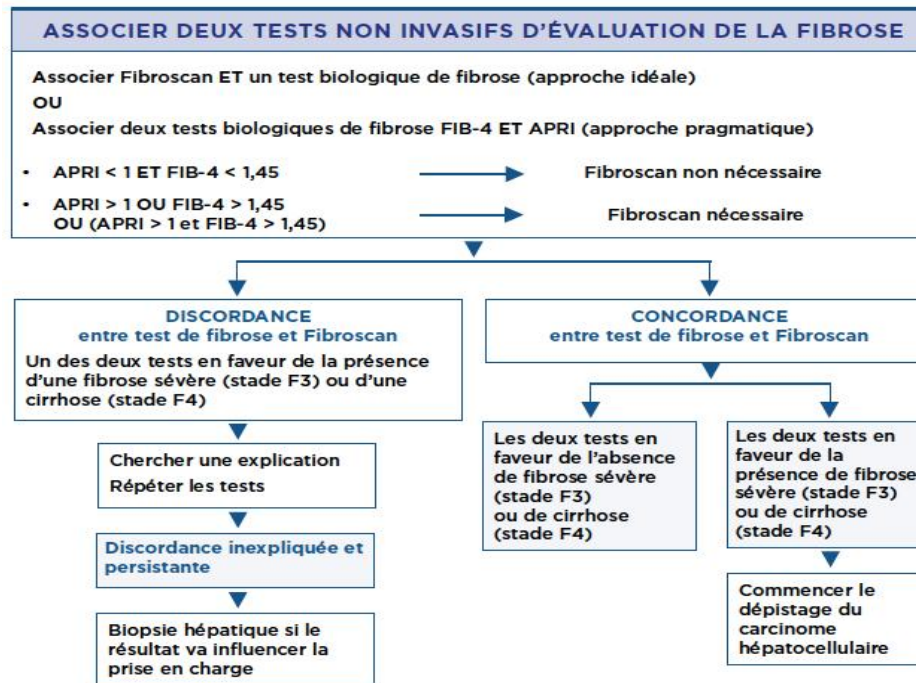 ASSOCIER DEUX TESTS NON INVASIFS D'ÉVALUATION DE LA FIBROSE
Associer Fibroscan ET un test biologique de fibrose (approche idéale)
OU
Associer deux tests biologiques de fibrose FIB-4 ET APRI (approche pragmatique)
• APRI < 1 ET FIB-4 < 1,45
Fibroscan non nécessaire
• APRI > 1 OU FIB-4 > 1,45
OU (APRI > 1 et FIB-4 > 1,45)
Fibroscan nécessaire
DISCORDANCE
entre test de fibrose et Fibroscan
Un des deux tests en faveur de la présence
d'une fibrose sévère (stade F3) ou d'une
cirrhose (stade F4)
Chercher une explication
Répéter les tests
Discordance inexpliquée et
persistante
Biopsie hépatique si le
résultat va influencer la
prise en charge
CONCORDANCE
entre test de fibrose et Fibroscan
Les deux tests en
faveur de l'absence
de fibrose sévère
(stade F3)
ou de cirrhose
(stade F4)
Les deux tests en
faveur de la
présence de fibrose
sévère (stade F3)
ou de cirrhose
(stade F4)
Commencer le
dépistage du
carcinome
hépatocellulaire